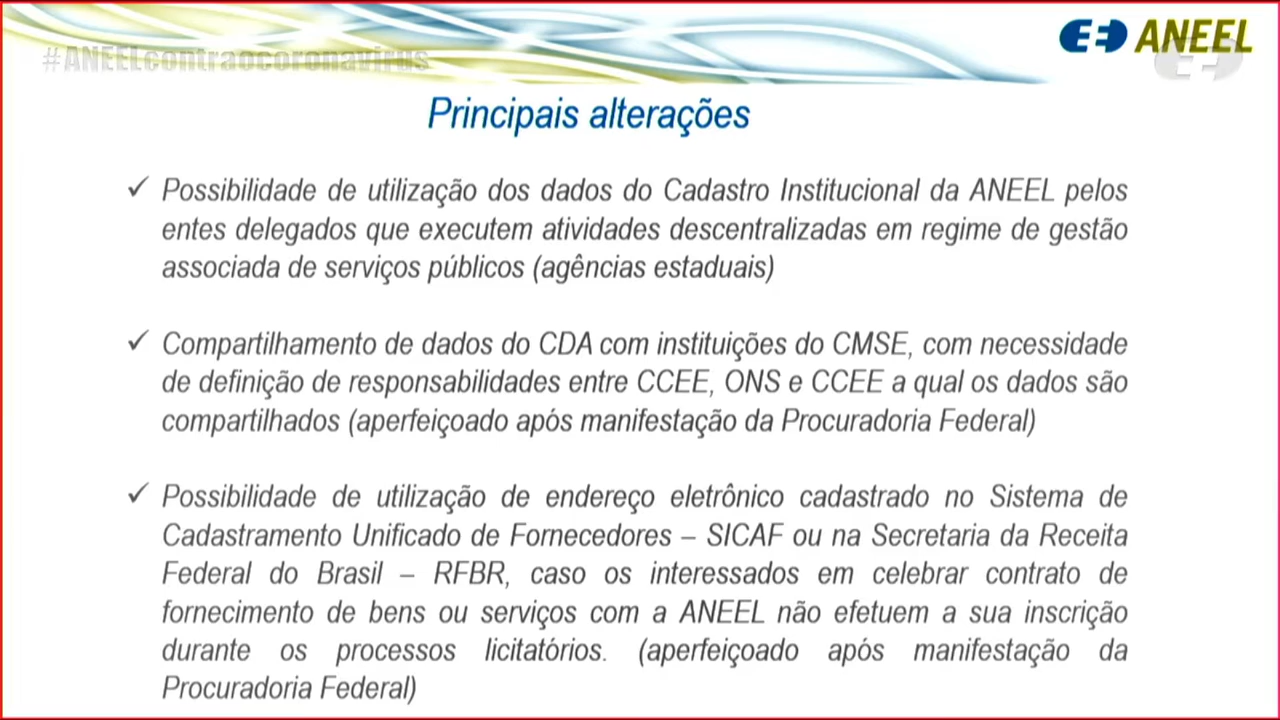 #ANEELcontraocoronavirus
ANEEL
Principais alterações
✓ Possibilidade de utilização dos dados do Cadastro Institucional da ANEEL pelos
entes delegados que executem atividades descentralizadas em regime de gestão
associada de serviços públicos (agências estaduais)
✓ Compartilhamento de dados do CDA com instituições do CMSE, com necessidade
de definição de responsabilidades entre CCEE, ONS e CCEE a qual os dados são
compartilhados (aperfeiçoado após manifestação da Procuradoria Federal)
✓ Possibilidade de utilização de endereço eletrônico cadastrado no Sistema de
Cadastramento Unificado de Fornecedores – SICAF ou na Secretaria da Receita
Federal do Brasil – RFBR, caso os interessados em celebrar contrato de
fornecimento de bens ou serviços com a ANEEL não efetuem a sua inscrição
durante os processos licitatórios. (aperfeiçoado após manifestação da
Procuradoria Federal)